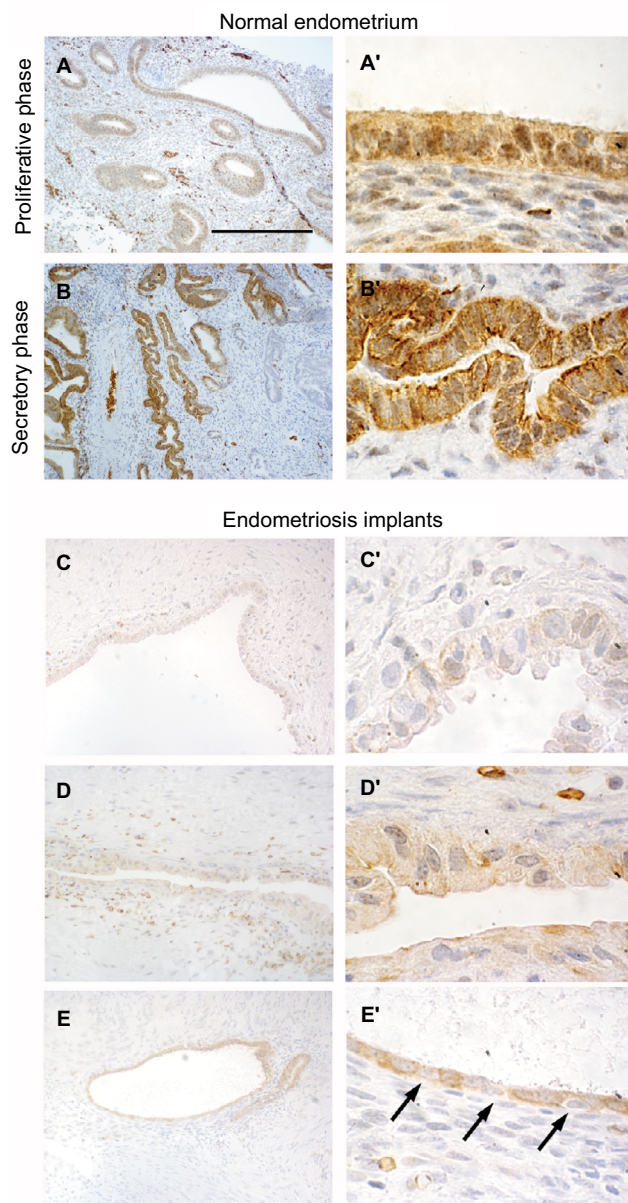 Normal endometrium
Proliferative phase
A
A'
Secretory phase
B
B'
Endometriosis implants
C
C'
D
D'
E
E'